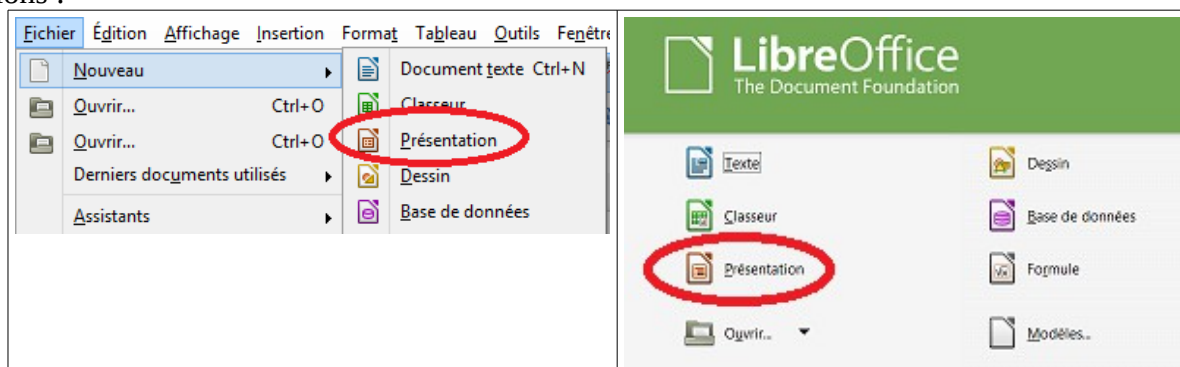 Fichier Édition Affichage Insertion Format Tableau Outils Fenêtre
Nouveau
Ouvrir... Ctrl+O
Ouvrir... Ctrl+O
Derniers documents utilisés
Assistants
Document texte Ctrl+N
Classeur
Présentation
Dessin
Base de données
LibreOffice
The Document Foundation
Texte
Dessin
Classeur
Base de données
Présentation
Formule
Ouvrir...
Modèles...